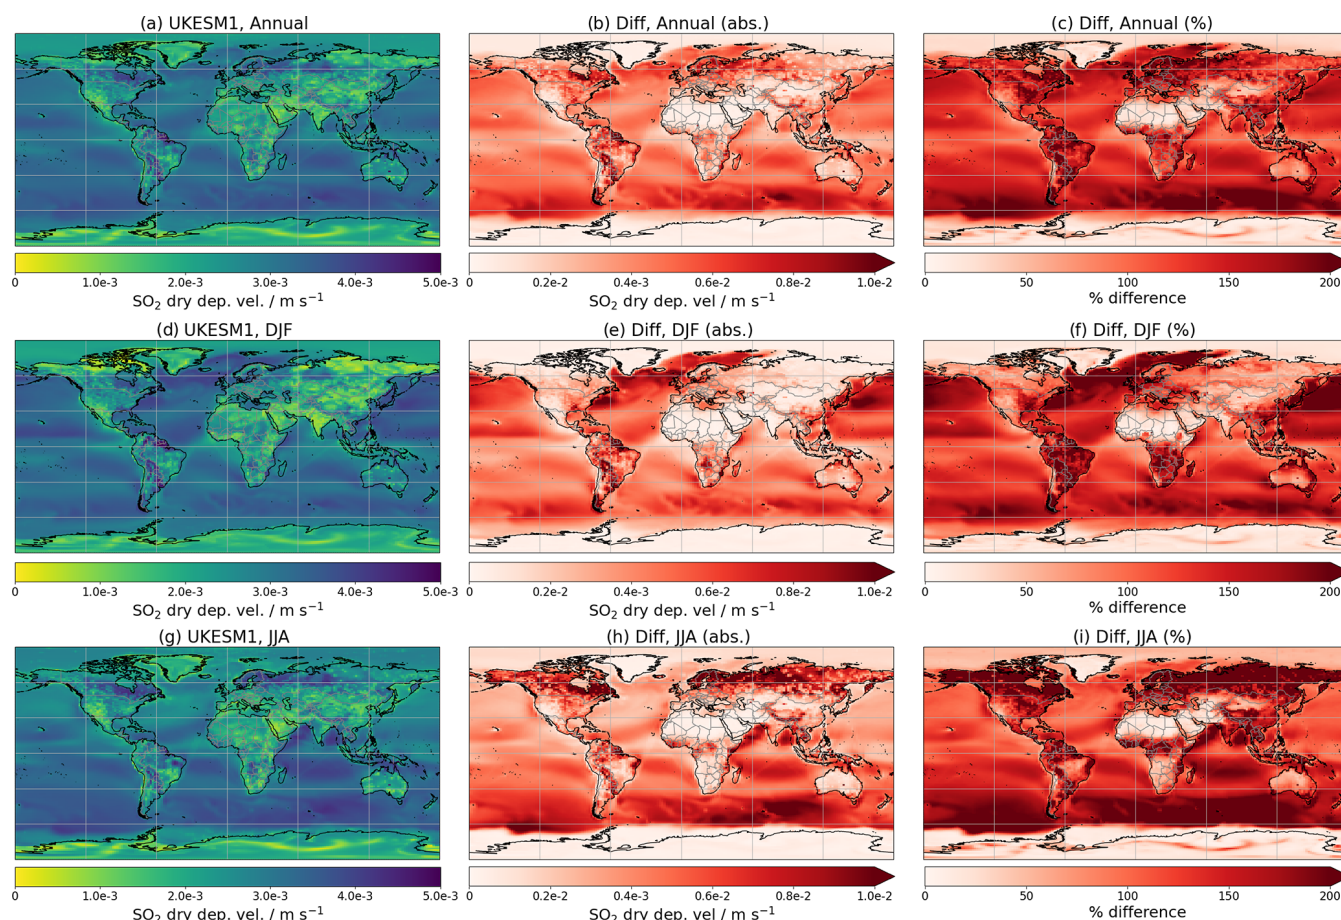 (a) UKESM1, Annual
(b) Diff, Annual (abs.)
(c) Diff, Annual (%)
0 1.0e-3 2.0e-3 3.0e-3 4.0e-3 5.0e-3
SO₂ dry dep. vel. / m s⁻¹
0 0.2e-2 0.4e-3 0.6e-2 0.8e-2 1.0e-2
SO₂ dry dep. vel / m s⁻¹
0 50 100 150 200
% difference
(d) UKESM1, DJF
(e) Diff, DJF (abs.)
(f) Diff, DJF (%)
0 1.0e-3 2.0e-3 3.0e-3 4.0e-3 5.0e-3
SO₂ dry dep. vel. / m s⁻¹
0 0.2e-2 0.4e-3 0.6e-2 0.8e-2 1.0e-2
SO₂ dry dep. vel / m s⁻¹
0 50 100 150 200
% difference
(g) UKESM1, JJA
(h) Diff, JJA (abs.)
(i) Diff, JJA (%)
0 1.0e-3 2.0e-3 3.0e-3 4.0e-3 5.0e-3
SO₂ dry dep. vel. / m s⁻¹
0 0.2e-2 0.4e-3 0.6e-2 0.8e-2 1.0e-2
SO₂ dry dep. vel / m s⁻¹
0 50 100 150 200
% difference